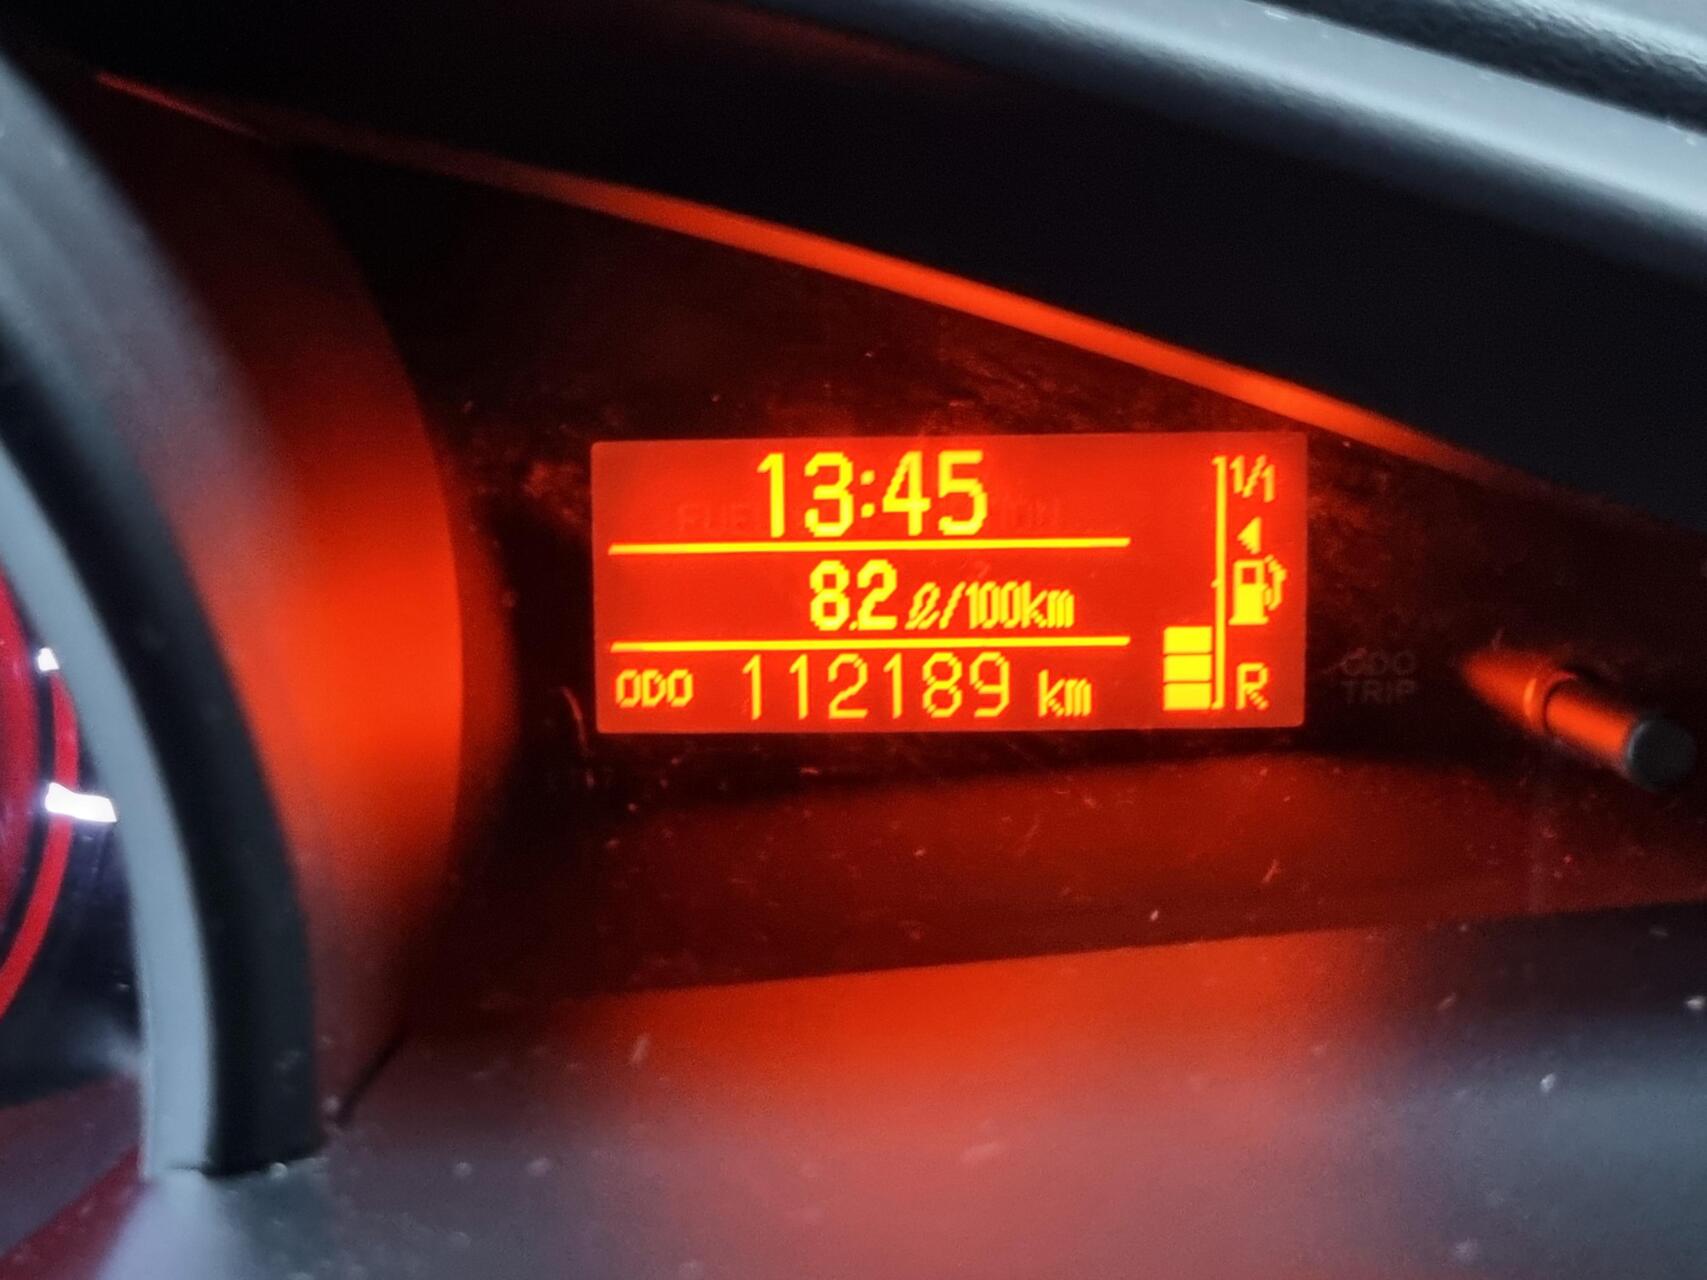 13:45
8.2 ℓ/100km
ODO 112189 km
1/1
R
ODO
TRIP